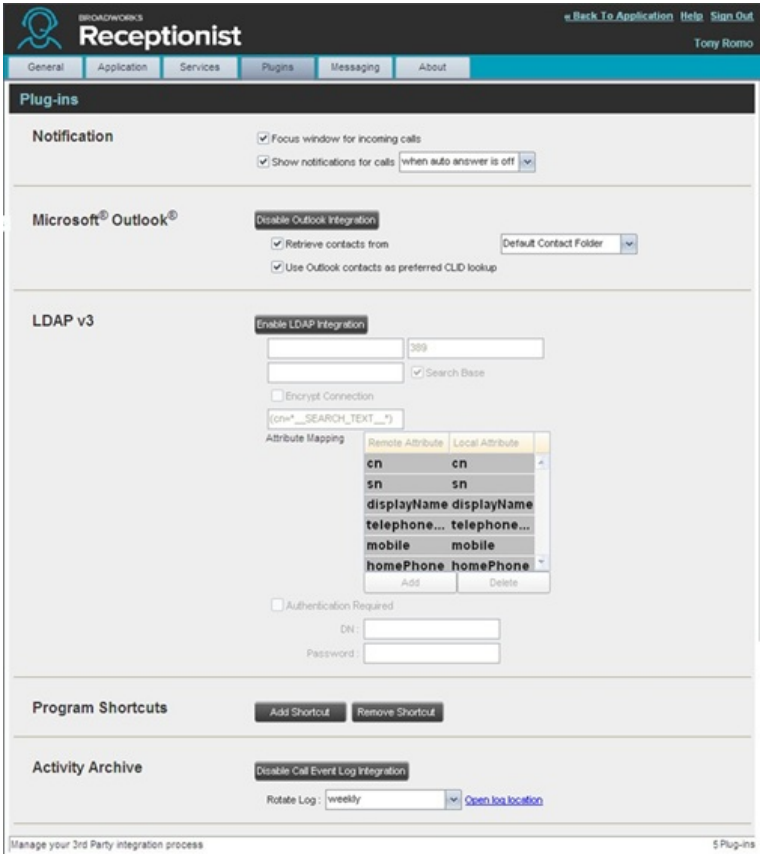 BROADWORKS
Receptionist
« Back To Application Help Sign Out
Tony Romo
General Application Services Plugins Messaging About
Plug-ins
Notification
Focus window for incoming calls
Show notifications for calls when auto answer is off
Microsoft® Outlook®
Disable Outlook Integration
Retrieve contacts from Default Contact Folder
Use Outlook contacts as preferred CLID lookup
LDAP v3
Enable LDAP Integration
389
Search Base
Encrypt Connection
(cn=*__SEARCH_TEXT__*)
Attribute Mapping
Remote Attribute Local Attribute
cn cn
sn sn
displayName displayName
telephone... telephone...
mobile mobile
homePhone homePhone
Add Delete
Authentication Required
DN :
Password :
Program Shortcuts
Add Shortcut Remove Shortcut
Activity Archive
Disable Call Event Log Integration
Rotate Log : weekly Open log location
Manage your 3rd Party integration process 5 Plug-ins